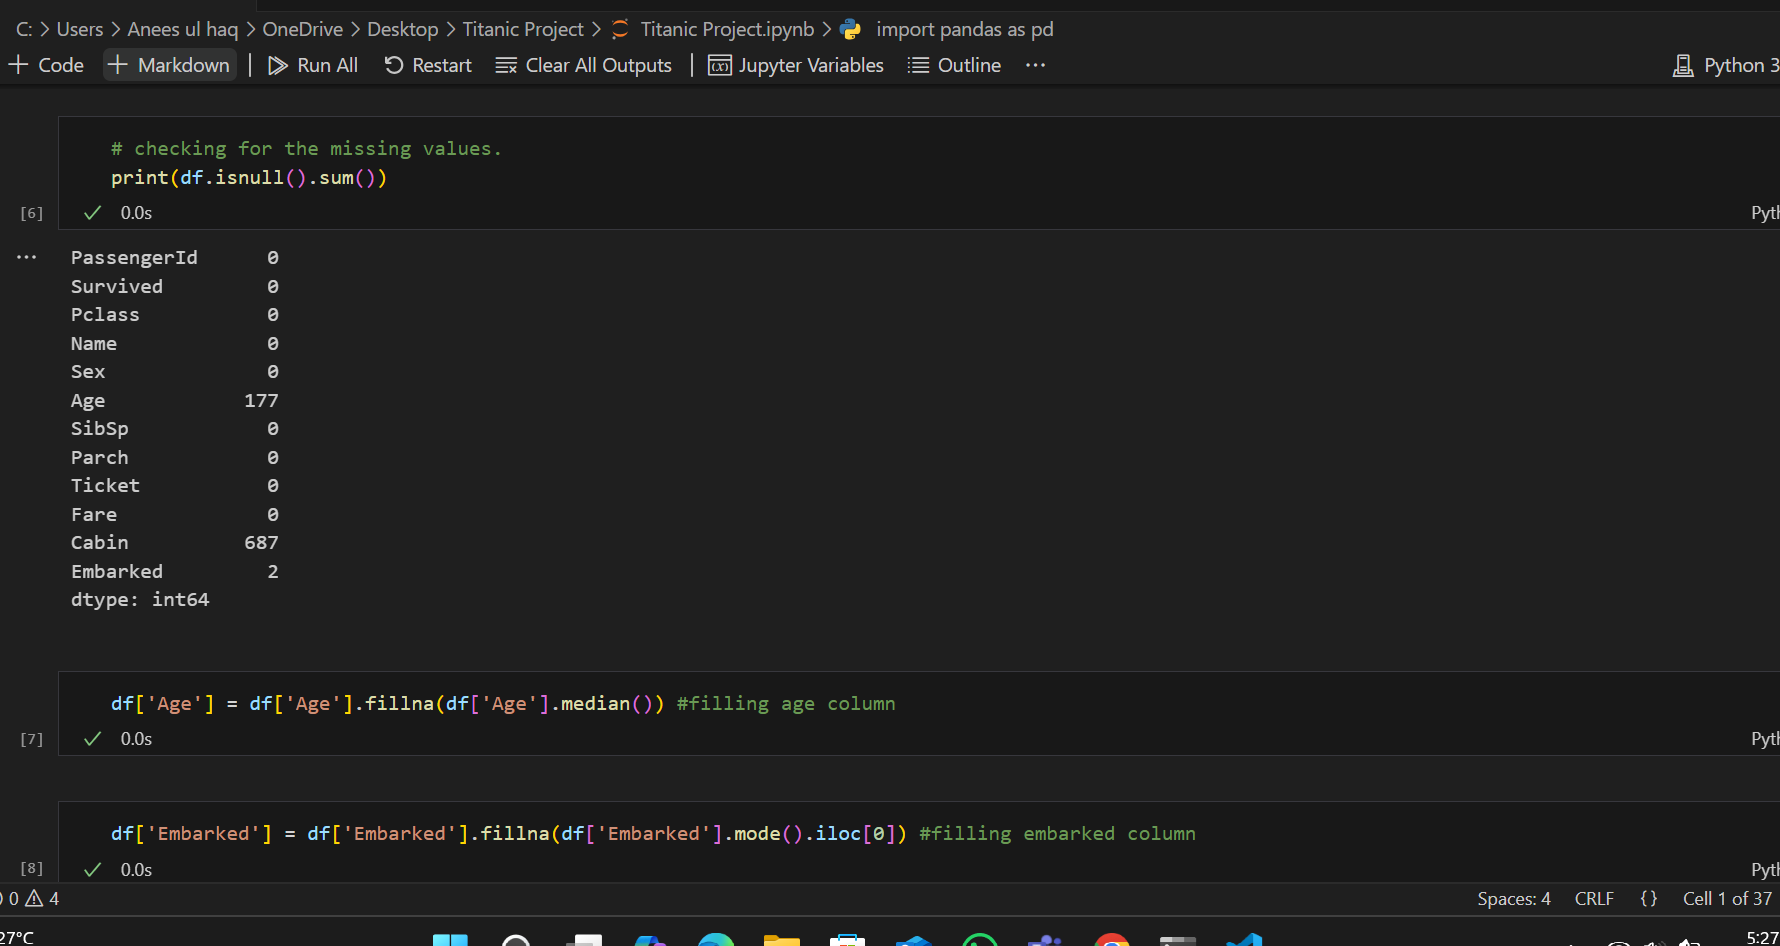 C: > Users > Anees ul haq > OneDrive > Desktop > Titanic Project > Titanic Project.ipynb > import pandas as pd
+ Code + Markdown | Run All Restart Clear All Outputs | Jupyter Variables Outline ... Python 3
# checking for the missing values.
print(df.isnull().sum())
[6] ✓ 0.0s Pyth
... PassengerId 0
Survived 0
Pclass 0
Name 0
Sex 0
Age 177
SibSp 0
Parch 0
Ticket 0
Fare 0
Cabin 687
Embarked 2
dtype: int64
df['Age'] = df['Age'].fillna(df['Age'].median()) #filling age column
[7] ✓ 0.0s Pyth
df['Embarked'] = df['Embarked'].fillna(df['Embarked'].mode().iloc[0]) #filling embarked column
[8] ✓ 0.0s Pyth
0 4 Spaces: 4 CRLF {} Cell 1 of 37
27°C 5:27